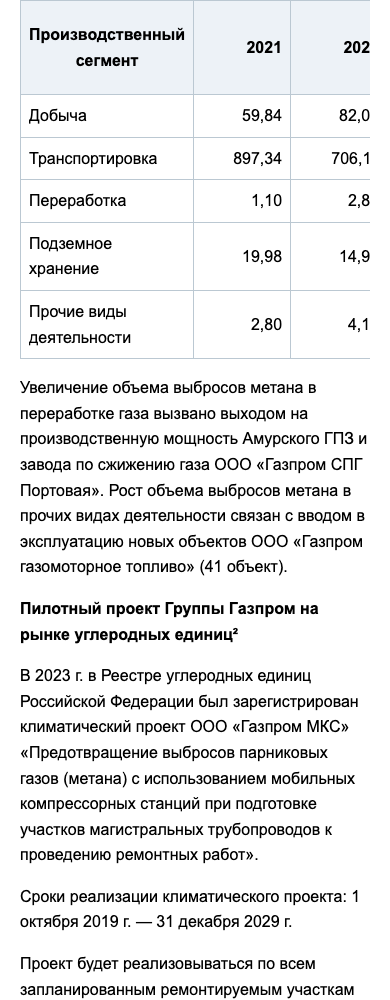 Производственный
сегмент 2021 202
Добыча 59,84 82,0
Транспортировка 897,34 706,1
Переработка 1,10 2,8
Подземное
хранение 19,98 14,9
Прочие виды
деятельности 2,80 4,1
Увеличение объема выбросов метана в
переработке газа вызвано выходом на
производственную мощность Амурского ГПЗ и
завода по сжижению газа ООО «Газпром СПГ
Портовая». Рост объема выбросов метана в
прочих видах деятельности связан с вводом в
эксплуатацию новых объектов ООО «Газпром
газомоторное топливо» (41 объект).
Пилотный проект Группы Газпром на
рынке углеродных единиц²
В 2023 г. в Реестре углеродных единиц
Российской Федерации был зарегистрирован
климатический проект ООО «Газпром МКС»
«Предотвращение выбросов парниковых
газов (метана) с использованием мобильных
компрессорных станций при подготовке
участков магистральных трубопроводов к
проведению ремонтных работ».
Сроки реализации климатического проекта: 1
октября 2019 г. — 31 декабря 2029 г.
Проект будет реализовываться по всем
запланированным ремонтируемым участкам